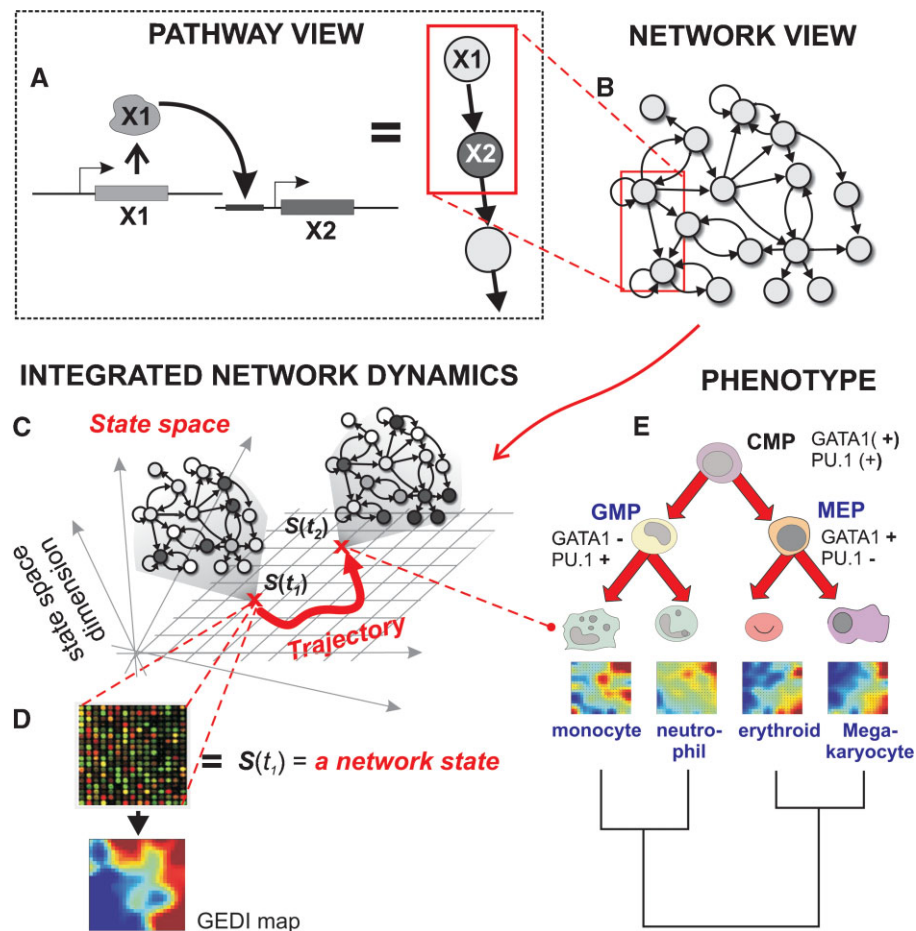 PATHWAY VIEW
A
X1
X1
X2
=
X1
X2
NETWORK VIEW
B
INTEGRATED NETWORK DYNAMICS
C
State space
state space
dimension
S(t₂)
S(t₁)
Trajectory
D
= S(t₁) = a network state
GEDI map
PHENOTYPE
E
CMP
GATA1( +)
PU.1 (+)
GMP
GATA1 -
PU.1 +
MEP
GATA1 +
PU.1 -
monocyte
neutro-
phil
erythroid
Mega-
karyocyte